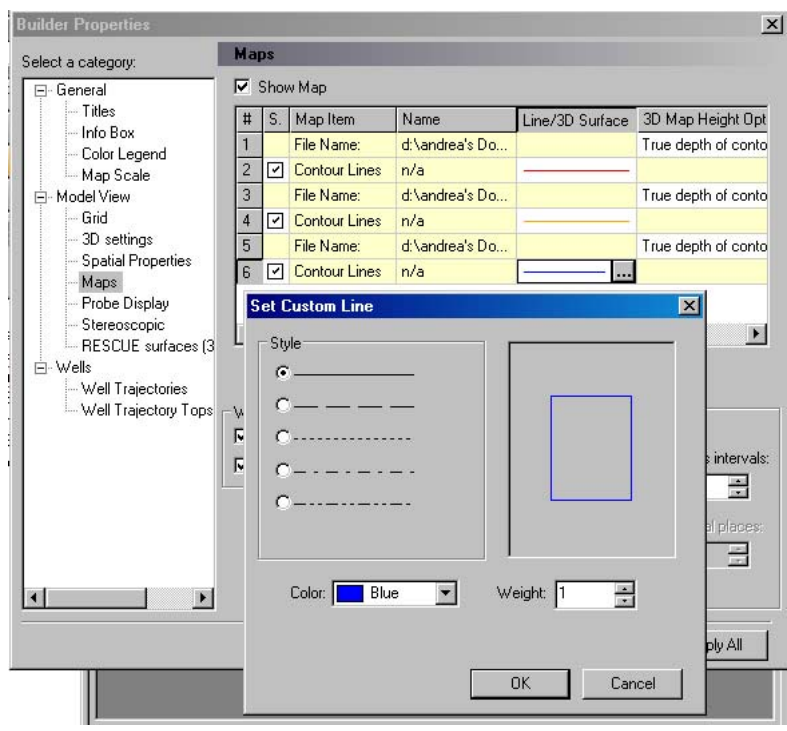 Builder Properties
Select a category:
General
Titles
Info Box
Color Legend
Map Scale
Model View
Grid
3D settings
Spatial Properties
Maps
Probe Display
Stereoscopic
RESCUE surfaces (3
Wells
Well Trajectories
Well Trajectory Tops
Maps
Show Map
# S. Map Item Name Line/3D Surface 3D Map Height Opt
1 File Name: d:\andrea's Do... True depth of conto
2 Contour Lines n/a
3 File Name: d:\andrea's Do... True depth of conto
4 Contour Lines n/a
5 File Name: d:\andrea's Do... True depth of conto
6 Contour Lines n/a ...
Set Custom Line
Style
Color: Blue
Weight: 1
OK Cancel
W
s intervals:
al places:
ply All